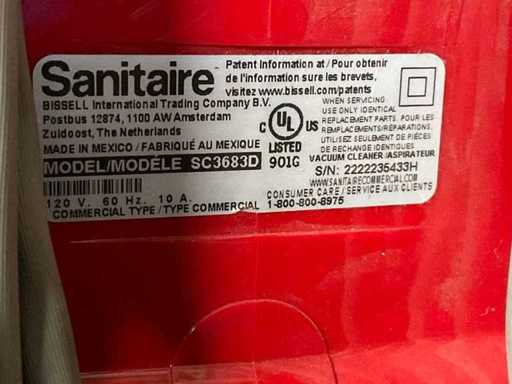 Sanitaire
BISSELL International Trading Company B.V.
Postbus 12874, 1100 AW Amsterdam
Zuidoost, The Netherlands
MADE IN MEXICO / FABRIQUÉ AU MEXIQUE
MODEL/MODÈLE SC3683D
120 V. 60 Hz. 10 A.
COMMERCIAL TYPE / TYPE COMMERCIAL
Patent Information at / Pour obtenir
de l'information sure les brevets,
visitez www.bissell.com/patents
C UL US
LISTED
901G
WHEN SERVICING
USE ONLY IDENTICAL
REPLACEMENT PARTS. POUR LES
REMPLACEMENTS/RÉPARATIONS,
UTILISEZ SEULEMENT DE PIÈCES
DE RECHANGE IDENTIQUES
VACUUM CLEANER/ASPIRATEUR
S/N: 2222235433H
WWW.SANITAIRECOMMERCIAL.COM
CONSUMER CARE / SERVICE AUX CLIENTS
1-800-800-8975